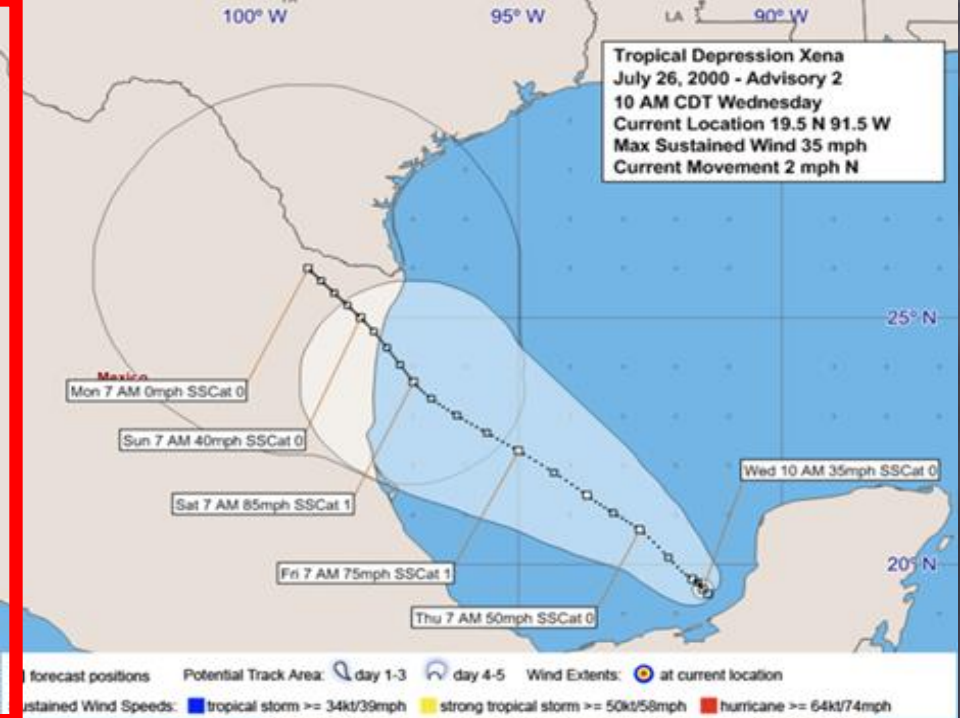 100° W
95° W
LA
90° W
Tropical Depression Xena
July 26, 2000 - Advisory 2
10 AM CDT Wednesday
Current Location 19.5 N 91.5 W
Max Sustained Wind 35 mph
Current Movement 2 mph N
25° N
Mexico
Mon 7 AM 0mph SSCat 0
Sun 7 AM 40mph SSCat 0
Wed 10 AM 35mph SSCat 0
Sat 7 AM 85mph SSCat 1
20° N
Fri 7 AM 75mph SSCat 1
Thu 7 AM 50mph SSCat 0
forecast positions Potential Track Area: day 1-3 day 4-5 Wind Extents: at current location
ustained Wind Speeds: tropical storm >= 34kt/39mph strong tropical storm >= 50kt/58mph hurricane >= 64kt/74mph